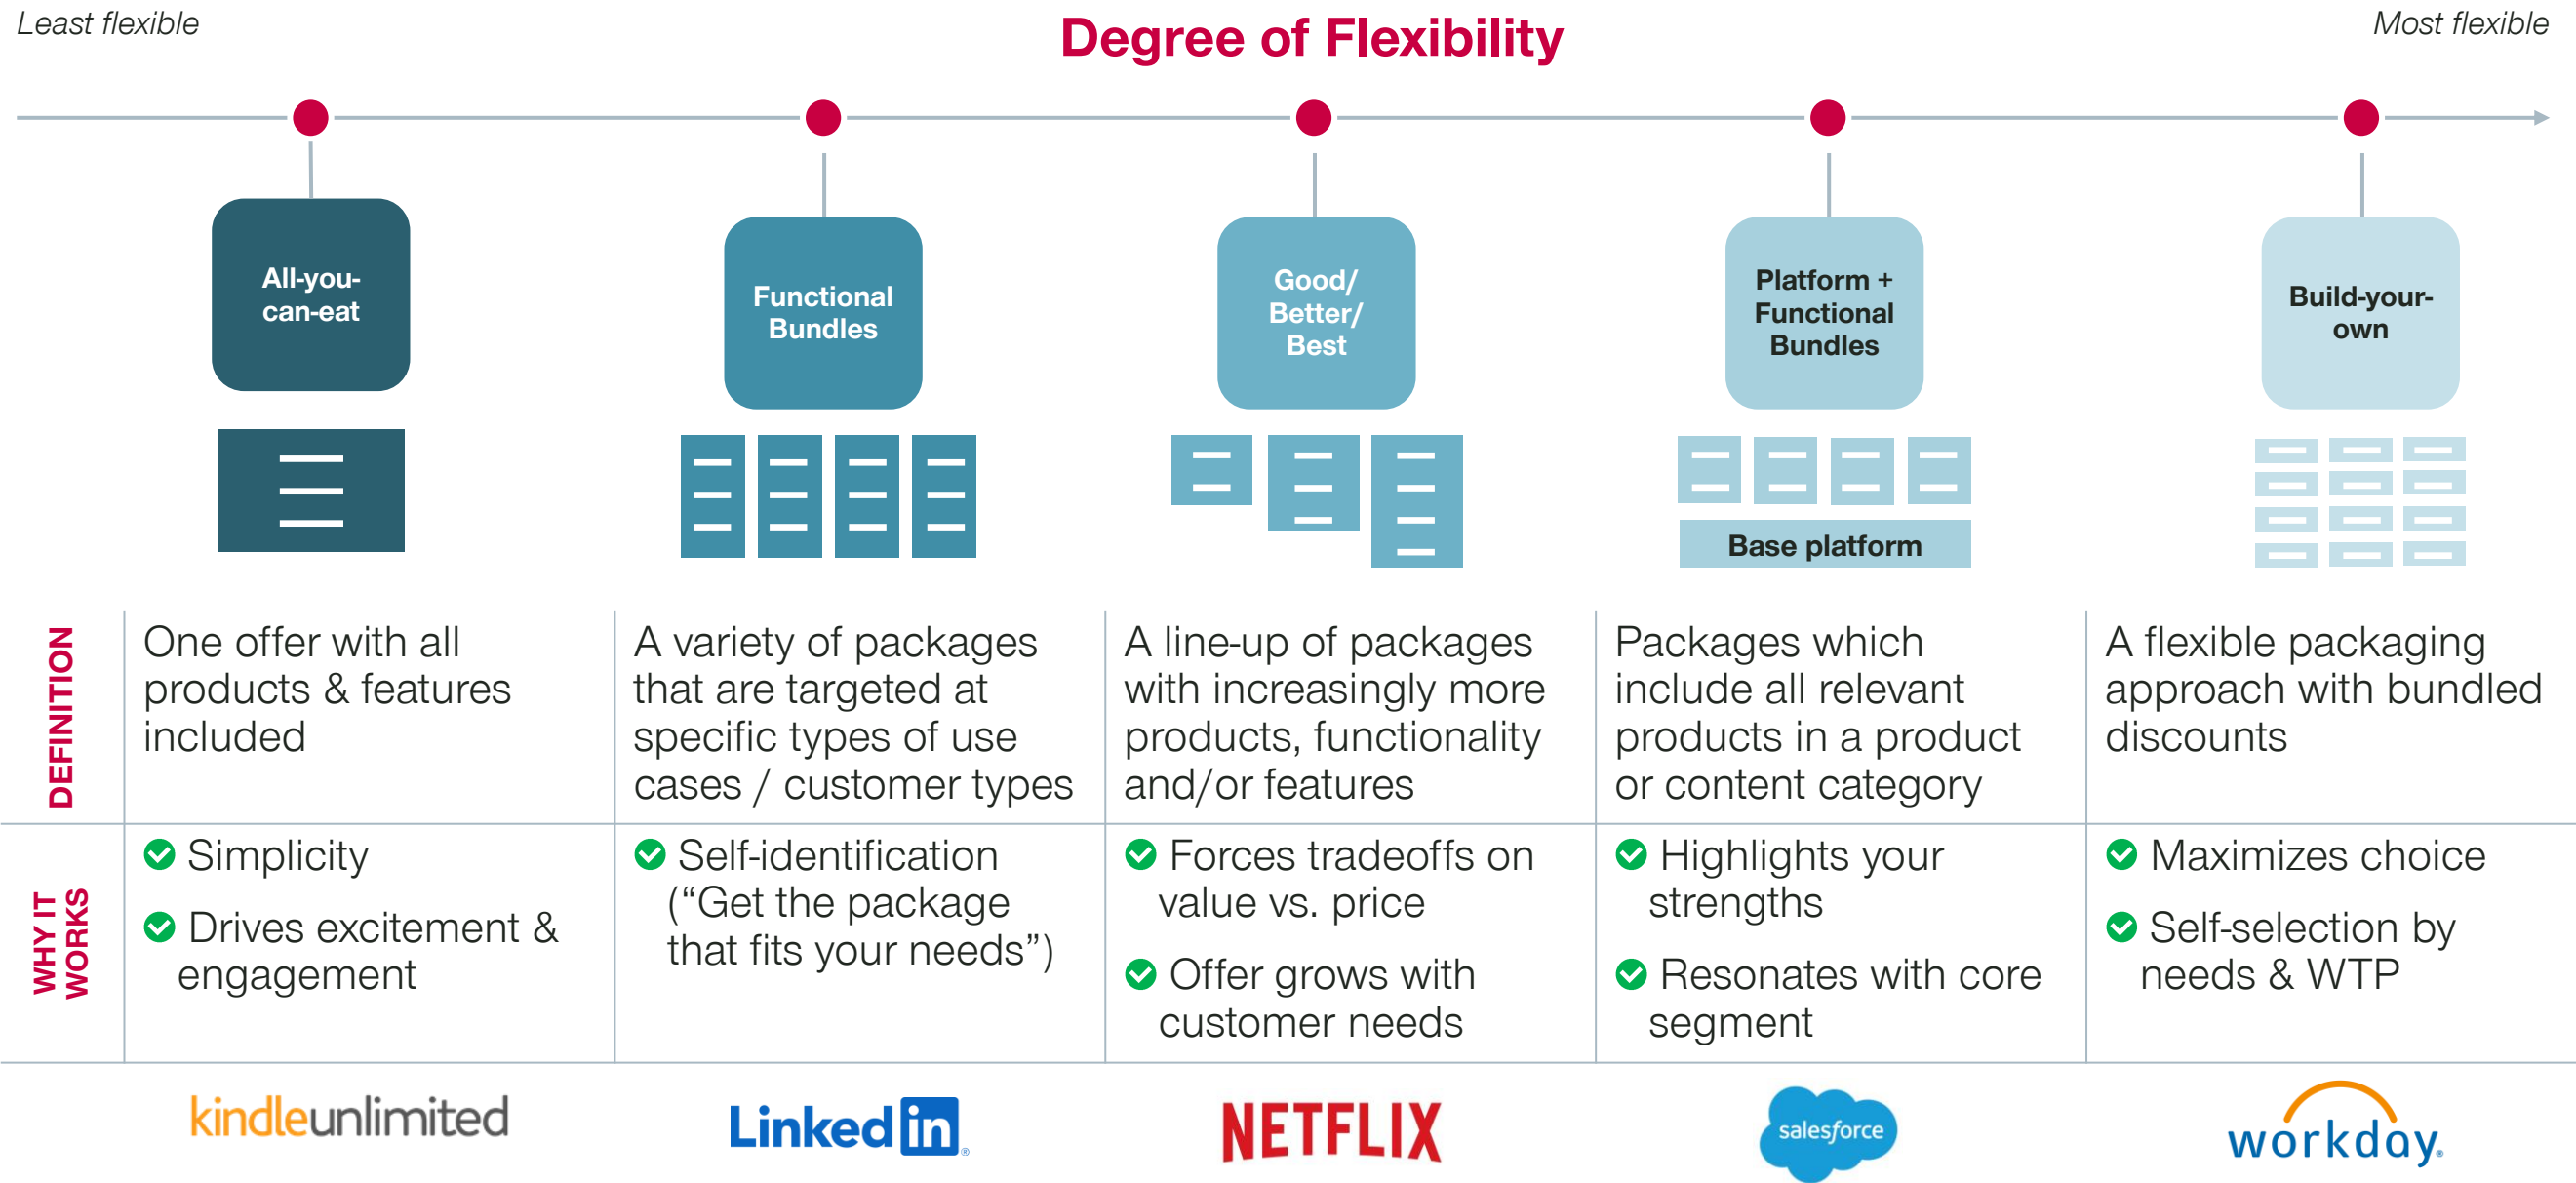 Least flexible
Degree of Flexibility
Most flexible
All-you-
can-eat
Functional
Bundles
Good/
Better/
Best
Platform +
Functional
Bundles
Build-your-
own
Base platform
DEFINITION
One offer with all
products & features
included
A variety of packages
that are targeted at
specific types of use
cases / customer types
A line-up of packages
with increasingly more
products, functionality
and/or features
Packages which
include all relevant
products in a product
or content category
A flexible packaging
approach with bundled
discounts
WHY IT
WORKS
Simplicity
Drives excitement &
engagement
Self-identification
(“Get the package
that fits your needs”)
Forces tradeoffs on
value vs. price
Offer grows with
customer needs
Highlights your
strengths
Resonates with core
segment
Maximizes choice
Self-selection by
needs & WTP
kindleunlimited
Linked in®
NETFLIX
salesforce
workday®